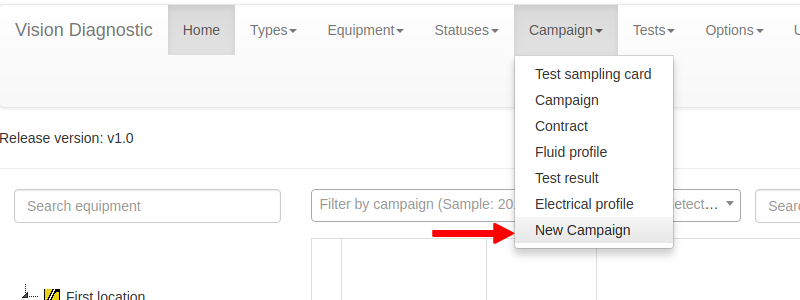 Vision Diagnostic Home Types Equipment Statuses Campaign Tests Options U
Test sampling card
Campaign
Contract
Fluid profile
Test result
Electrical profile
New Campaign
Release version: v1.0
Search equipment
Filter by campaign (Sample: 20
etect...
Searc
First location